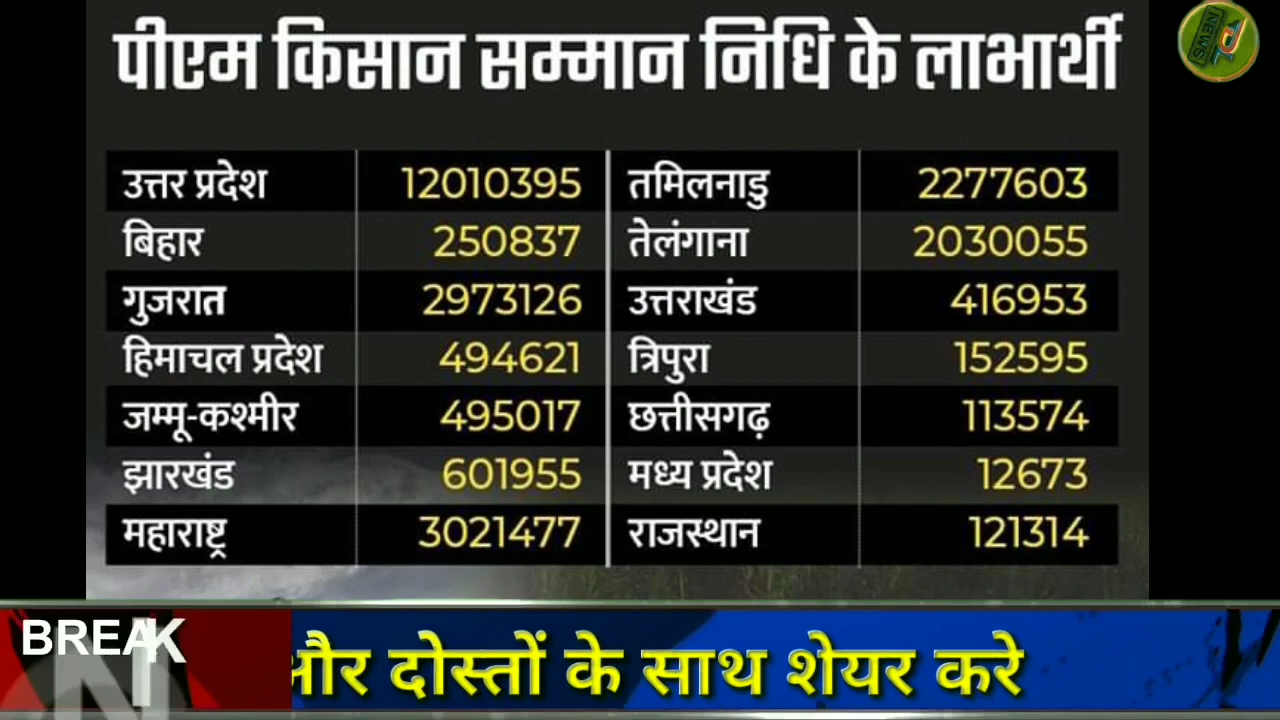 पीएम किसान सम्मान निधि के लाभार्थी
NEWS
उत्तर प्रदेश 12010395 तमिलनाडु 2277603
बिहार 250837 तेलंगाना 2030055
गुजरात 2973126 उत्तराखंड 416953
हिमाचल प्रदेश 494621 त्रिपुरा 152595
जम्मू-कश्मीर 495017 छत्तीसगढ़ 113574
झारखंड 601955 मध्य प्रदेश 12673
महाराष्ट्र 3021477 राजस्थान 121314
BREAK
और दोस्तों के साथ शेयर करे